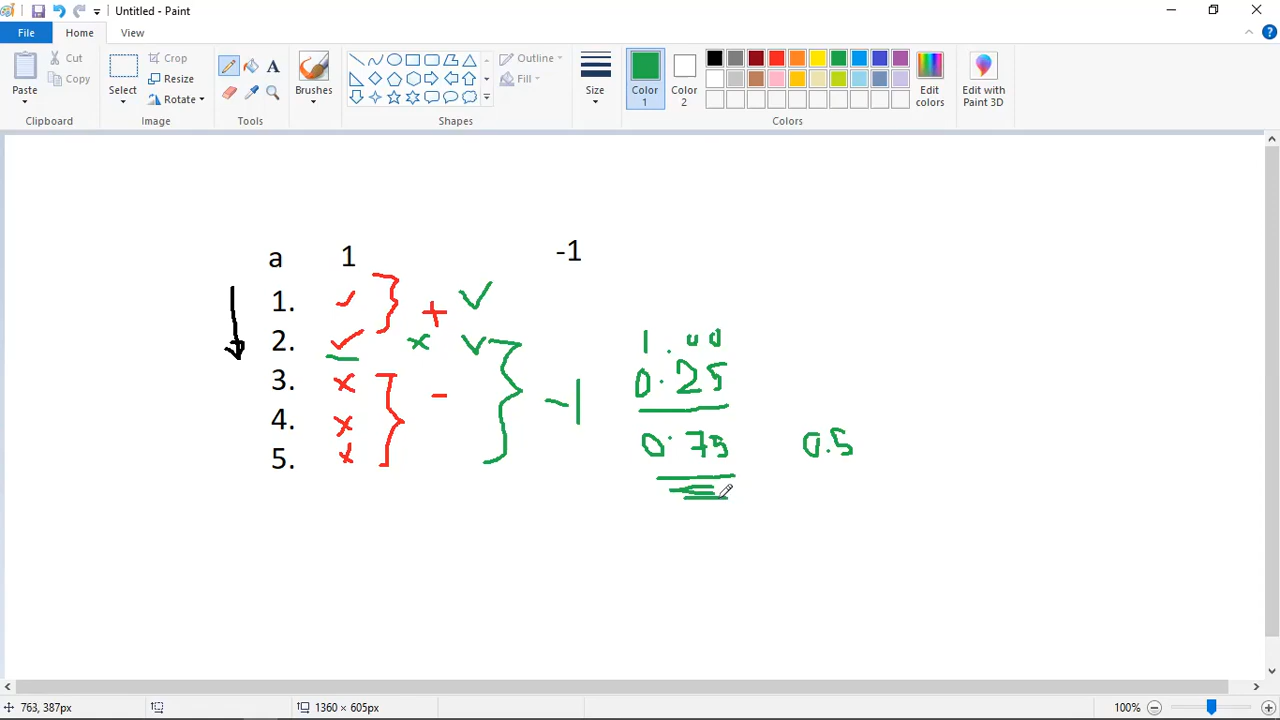 Untitled - Paint
File Home View
Paste Cut Copy Select Crop Resize Rotate A Brushes Outline Fill Size Color 1 Color 2 Edit colors Edit with Paint 3D
Clipboard Image Tools Shapes Colors
a 1 -1
1. ✓ + ✓
2. ✓ x ✓ 1.00
3. x - -1 0.25
4. x
5. x 0.75 0.5
763, 387px 1360 × 605px 100%